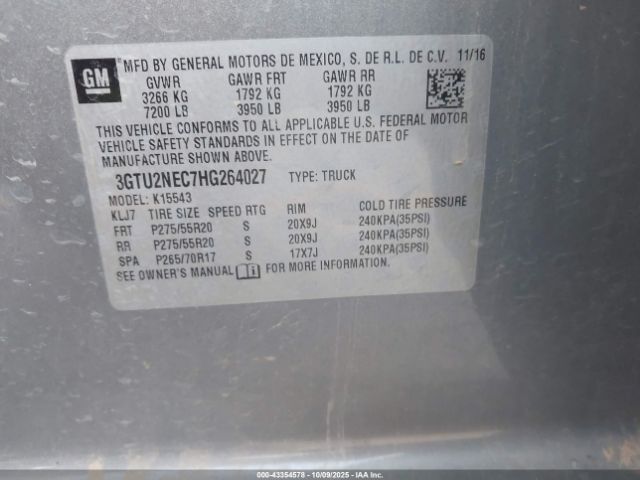 GM
MFD BY GENERAL MOTORS DE MEXICO, S. DE R.L. DE C.V. 11/16
GVWR GAWR FRT GAWR RR
3266 KG 1792 KG 1792 KG
7200 LB 3950 LB 3950 LB
THIS VEHICLE CONFORMS TO ALL APPLICABLE U.S. FEDERAL MOTOR
VEHICLE SAFETY STANDARDS IN EFFECT ON THE DATE OF
MANUFACTURE SHOWN ABOVE.
3GTU2NEC7HG264027 TYPE: TRUCK
MODEL: K15543
KLJ7 TIRE SIZE SPEED RTG RIM COLD TIRE PRESSURE
FRT P275/55R20 S 20X9J 240KPA(35PSI)
RR P275/55R20 S 20X9J 240KPA(35PSI)
SPA P265/70R17 S 17X7J 240KPA(35PSI)
SEE OWNER'S MANUAL FOR MORE INFORMATION.
000-43354578 | 10/09/2025 | Copyright IAA, LLC